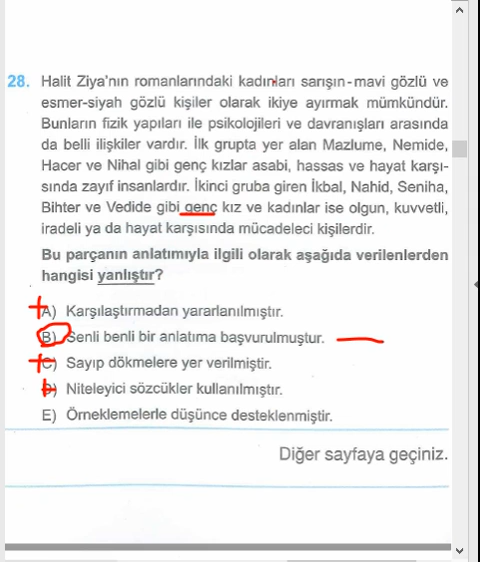 28. Halit Ziya'nın romanlarındaki kadınları sarışın-mavi gözlü ve
esmer-siyah gözlü kişiler olarak ikiye ayırmak mümkündür.
Bunların fizik yapıları ile psikolojileri ve davranışları arasında
da belli ilişkiler vardır. İlk grupta yer alan Mazlume, Nemide,
Hacer ve Nihal gibi genç kızlar asabi, hassas ve hayat karşı-
sında zayıf insanlardır. İkinci gruba giren İkbal, Nahid, Seniha,
Bihter ve Vedide gibi genç kız ve kadınlar ise olgun, kuvvetli,
iradeli ya da hayat karşısında mücadeleci kişilerdir.
Bu parçanın anlatımıyla ilgili olarak aşağıda verilenlerden
hangisi yanlıştır?
A) Karşılaştırmadan yararlanılmıştır.
B) Senli benli bir anlatıma başvurulmuştur.
C) Sayıp dökmelere yer verilmiştir.
D) Niteleyici sözcükler kullanılmıştır.
E) Örneklemelerle düşünce desteklenmiştir.
Diğer sayfaya geçiniz.